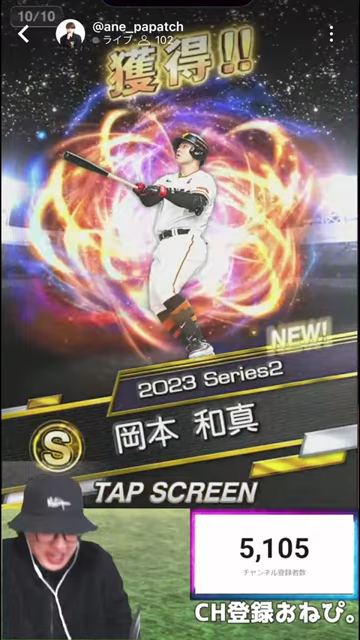 10/10
@ane_papatch
ライブ 102
獲得!!
NEW!
2023 Series2
S
岡本 和真
TAP SCREEN
5,105
チャンネル登録者数
CH登録おねぴ。